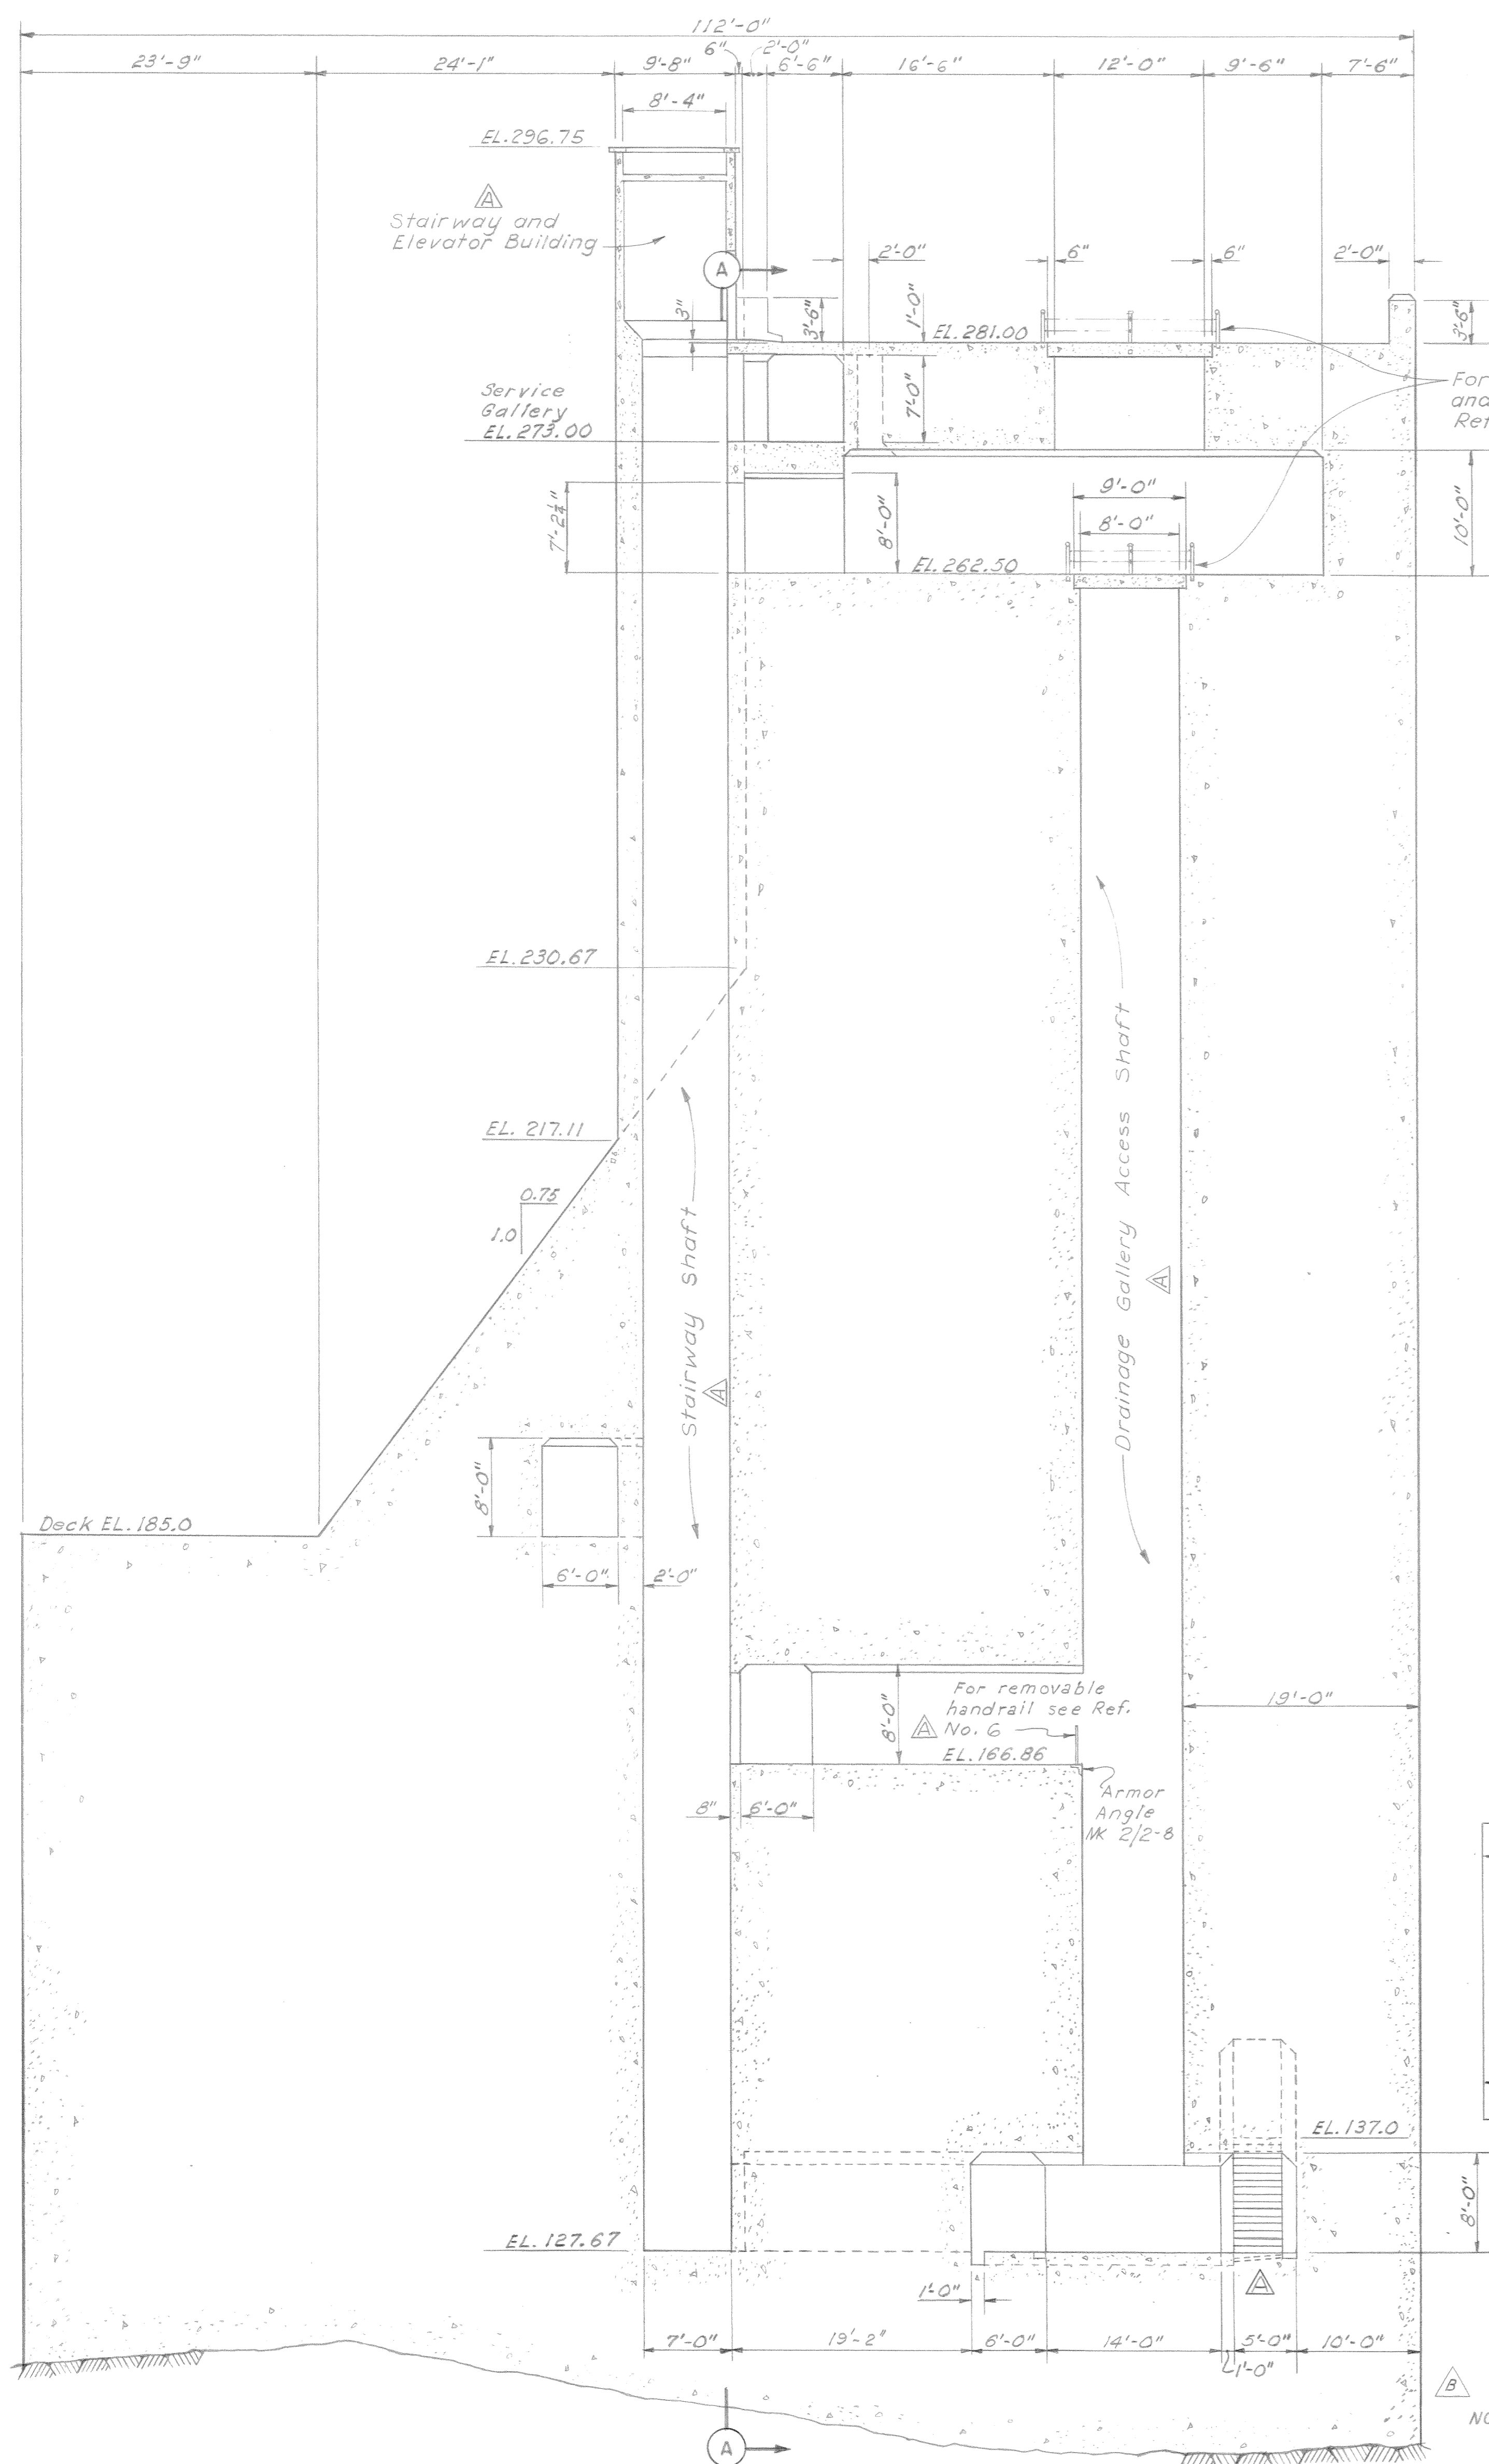 112'-0"
23'-9"
24'-1"
9'-8"
6"
2'-0"
6'-6"
16'-6"
12'-0"
9'-6"
7'-6"
8'-4"
EL.296.75
A
Stairway and
Elevator Building
A
2'-0"
6"
6"
2'-0"
3"
3'-6"
1'-0"
EL.281.00
3'-6"
For
and
Ref
Service
Gallery
EL.273.00
7'-0"
10'-0"
9'-0"
8'-0"
7'-2¼"
8'-0"
EL.262.50
EL.230.67
EL. 217.11
0.75
1.0
Stairway Shaft
A
Drainage Gallery Access Shaft
A
8'-0"
Deck EL.185.0
6'-0"
2'-0"
For removable
handrail see Ref.
A No. 6
8'-0"
EL.166.86
19'-0"
Armor
Angle
MK 2/2-8
8"
6'-0"
EL.137.0
8'-0"
EL.127.67
A
1'-0"
7'-0"
19'-2"
6'-0"
14'-0"
1'-0"
5'-0"
10'-0"
B
NO
A